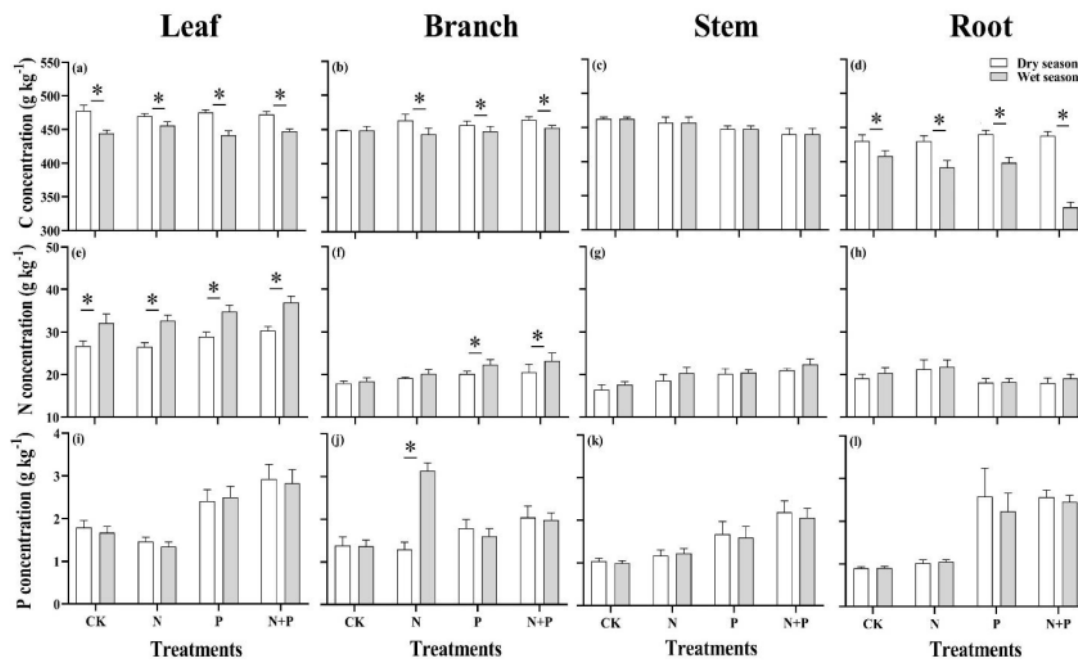 Leaf Branch Stem Root
C concentration (g kg-1)
550
500
450
400
350
300
(a) * * * *
(b) * * *
(c)
(d) * * * *
Dry season
Wet season
N concentration (g kg-1)
50
40
30
20
10
(e) * * * *
(f) * *
(g)
(h)
P concentration (g kg-1)
4
3
2
1
0
(i)
(j) *
(k)
(l)
CK N P N+P CK N P N+P CK N P N+P CK N P N+P
Treatments Treatments Treatments Treatments